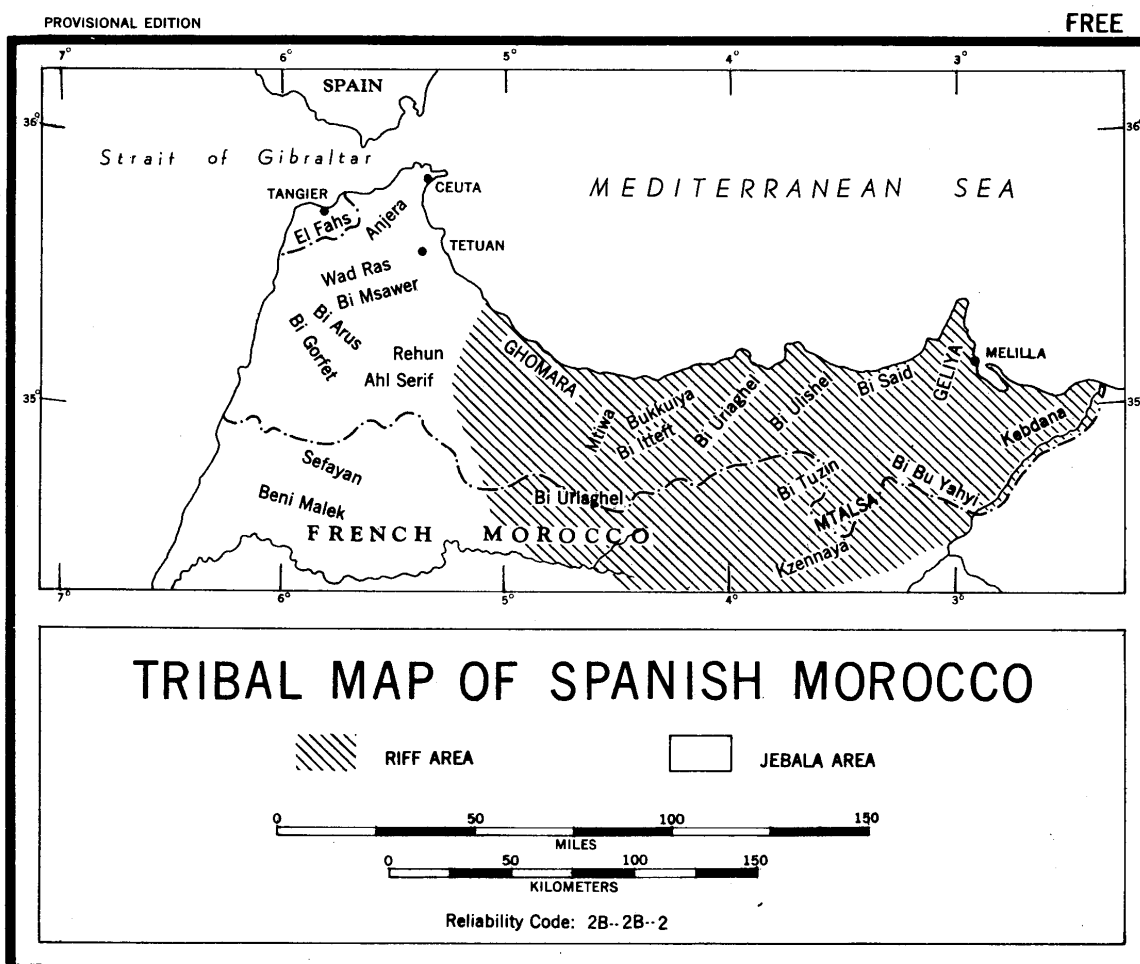 PROVISIONAL EDITION
FREE
7° 6° 5° 4° 3°
SPAIN
36° 36°
Strait of Gibraltar
MEDITERRANEAN SEA
TANGIER
CEUTA
El Fahs
Anjera
TETUAN
Wad Ras
Bi Msawer
Bi Arus
Bi Gorfet
Rehun
Ahl Serif
GHOMARA
Mtiwa
Bukkuiya
Bi Itteft
Bi Uriaghel
Bi Ulishel
Bi Said
GELIYA
MELILLA
Kebdana
35° 35°
Sefayan
Beni Malek
Bi Uriaghel
Bi Tuzin
MTALSA
Bi Bu Yahyi
Kzennaya
FRENCH MOROCCO
7° 6° 5° 4° 3°
TRIBAL MAP OF SPANISH MOROCCO
RIFF AREA
JEBALA AREA
0 50 100 150
MILES
0 50 100 150
KILOMETERS
Reliability Code: 2B--2B--2